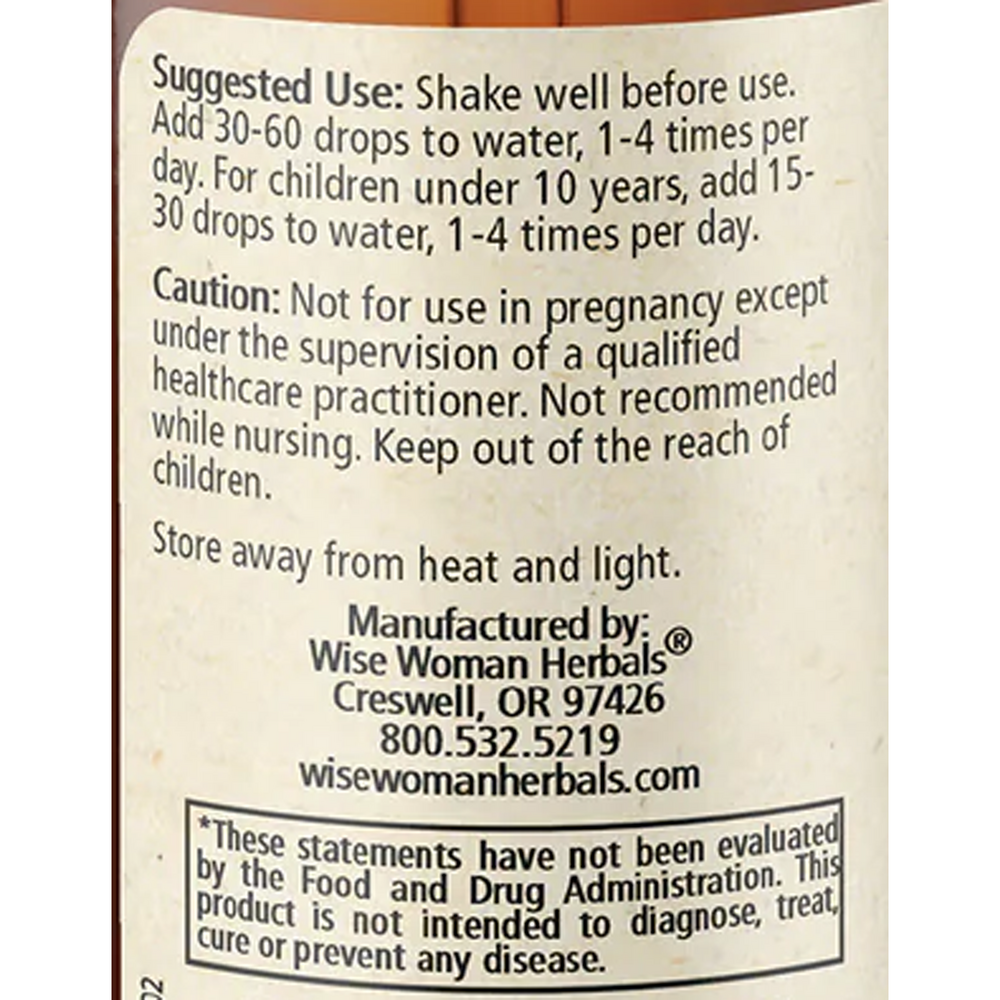 Suggested Use: Shake well before use.
Add 30-60 drops to water, 1-4 times per
day. For children under 10 years, add 15-
30 drops to water, 1-4 times per day.
Caution: Not for use in pregnancy except
under the supervision of a qualified
healthcare practitioner. Not recommended
while nursing. Keep out of the reach of
children.
Store away from heat and light.
Manufactured by:
Wise Woman Herbals®
Creswell, OR 97426
800.532.5219
wisewomanherbals.com
*These statements have not been evaluated
by the Food and Drug Administration. This
product is not intended to diagnose, treat,
cure or prevent any disease.
02